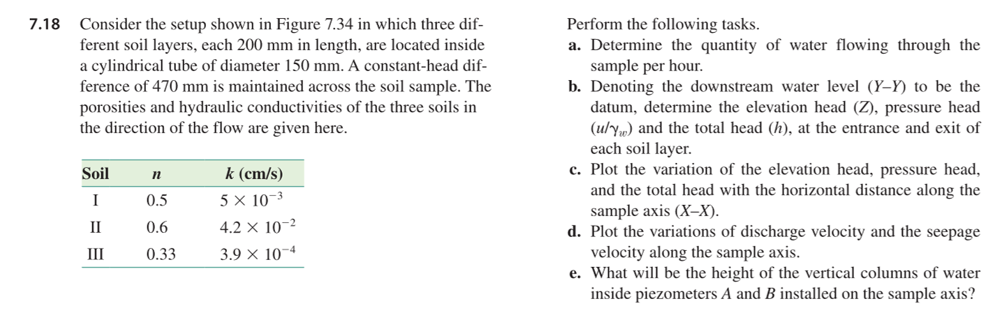 7.18 Consider the setup shown in Figure 7.34 in which three dif-
ferent soil layers, each 200 mm in length, are located inside
a cylindrical tube of diameter 150 mm. A constant-head dif-
ference of 470 mm is maintained across the soil sample. The
porosities and hydraulic conductivities of the three soils in
the direction of the flow are given here.
Soil n k (cm/s)
I 0.5 5 × 10⁻³
II 0.6 4.2 × 10⁻²
III 0.33 3.9 × 10⁻⁴
Perform the following tasks.
a. Determine the quantity of water flowing through the
sample per hour.
b. Denoting the downstream water level (Y–Y) to be the
datum, determine the elevation head (Z), pressure head
(u/γw) and the total head (h), at the entrance and exit of
each soil layer.
c. Plot the variation of the elevation head, pressure head,
and the total head with the horizontal distance along the
sample axis (X–X).
d. Plot the variations of discharge velocity and the seepage
velocity along the sample axis.
e. What will be the height of the vertical columns of water
inside piezometers A and B installed on the sample axis?